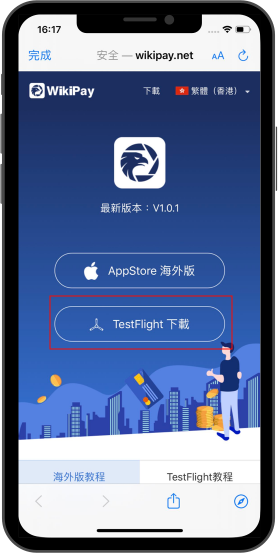 16:17
完成
安全 — wikipay.net
AA
WikiPay
下載
繁體（香港）
最新版本：V1.0.1
AppStore 海外版
TestFlight 下載
海外版教程
TestFlight教程